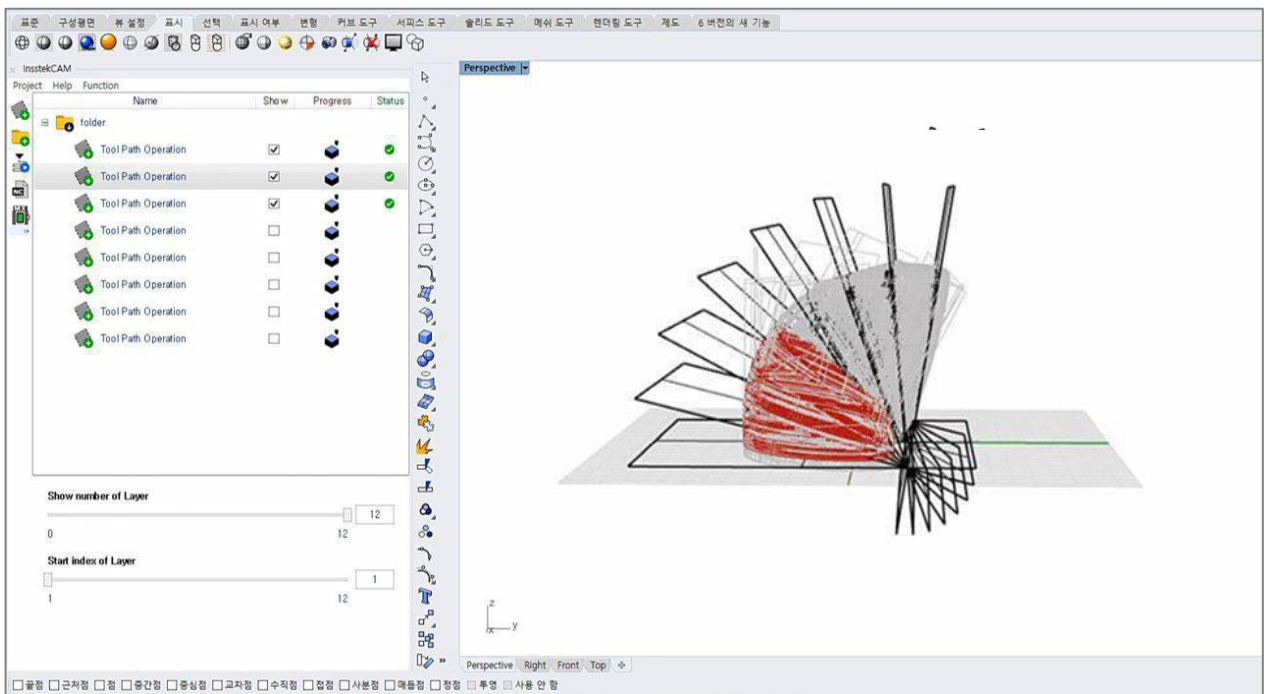 표준 구성평면 뷰 설정 표시 선택 표시 여부 변형 커브 도구 서피스 도구 솔리드 도구 메쉬 도구 렌더링 도구 제도 6 버전의 새 기능
InsstekCAM
Project Help Function
Name Show Progress Status
folder
Tool Path Operation
Tool Path Operation
Tool Path Operation
Tool Path Operation
Tool Path Operation
Tool Path Operation
Tool Path Operation
Tool Path Operation
NC
Show number of Layer
12
0 12
Start index of Layer
1
1 12
Perspective
z
x y
Perspective Right Front Top
끝점 근처점 점 중간점 중심점 교차점 수직점 접점 사분점 매듭점 정점 투영 사용 안 함